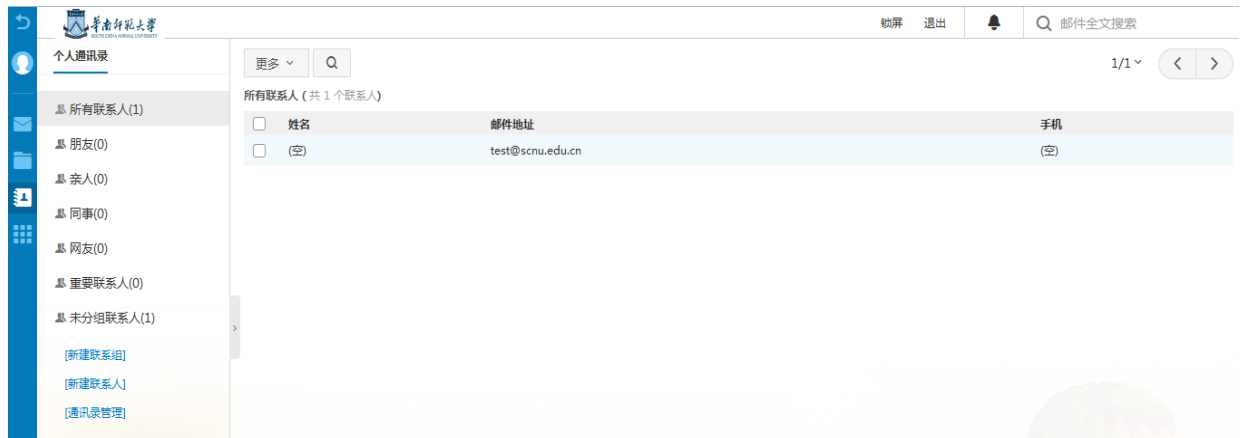 华南师范大学
SOUTH CHINA NORMAL UNIVERSITY
锁屏 退出 邮件全文搜索
个人通讯录
所有联系人(1)
朋友(0)
亲人(0)
同事(0)
网友(0)
重要联系人(0)
未分组联系人(1)
[新建联系组]
[新建联系人]
[通讯录管理]
更多
1/1
所有联系人 ( 共 1 个联系人)
姓名 邮件地址 手机
(空) test@scnu.edu.cn (空)